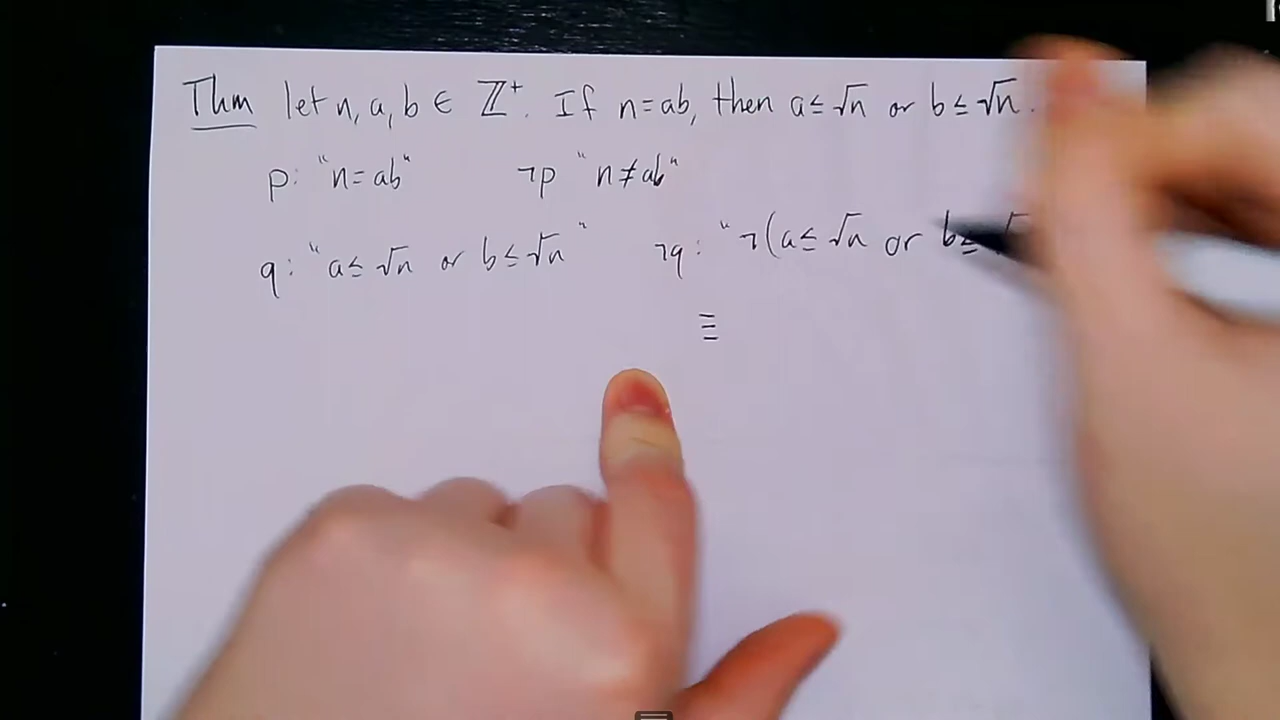 Thm let n, a, b ∈ ℤ⁺. If n=ab, then a≤√n or b≤√n.
p: "n=ab" ¬p "n≠ab"
q: "a≤√n or b≤√n" ¬q: "¬(a≤√n or b≤√
≡